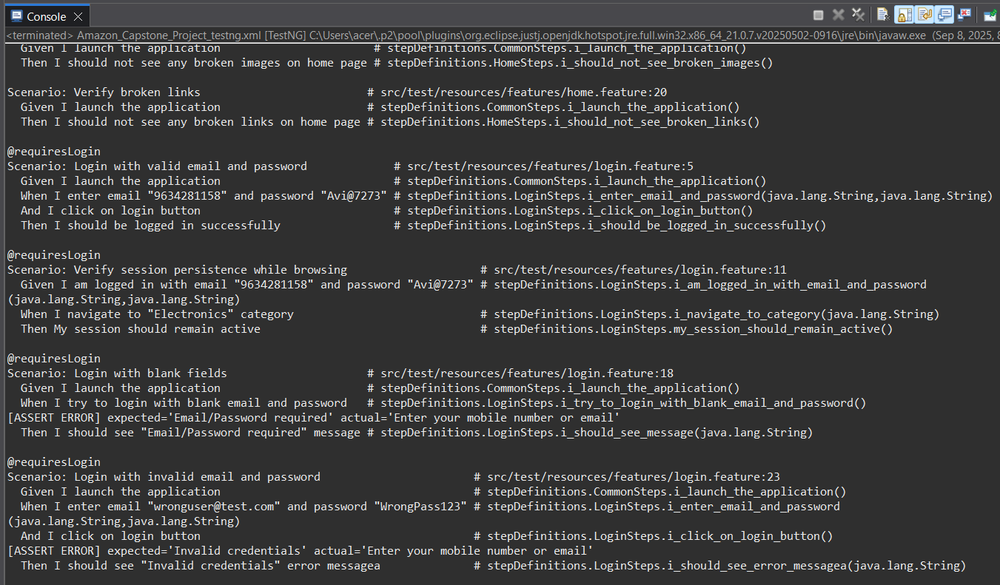 Console
<terminated> Amazon_Capstone_Project_testng.xml [TestNG] C:\Users\acer\.p2\pool\plugins\org.eclipse.justj.openjdk.hotspot.jre.full.win32.x86_64_21.0.7.v20250502-0916\jre\bin\javaw.exe (Sep 8, 2025, 8
Given I launch the application # stepDefinitions.CommonSteps.i_launch_the_application()
Then I should not see any broken images on home page # stepDefinitions.HomeSteps.i_should_not_see_broken_images()
Scenario: Verify broken links # src/test/resources/features/home.feature:20
Given I launch the application # stepDefinitions.CommonSteps.i_launch_the_application()
Then I should not see any broken links on home page # stepDefinitions.HomeSteps.i_should_not_see_broken_links()
@requiresLogin
Scenario: Login with valid email and password # src/test/resources/features/login.feature:5
Given I launch the application # stepDefinitions.CommonSteps.i_launch_the_application()
When I enter email "9634281158" and password "Avi@7273" # stepDefinitions.LoginSteps.i_enter_email_and_password(java.lang.String,java.lang.String)
And I click on login button # stepDefinitions.LoginSteps.i_click_on_login_button()
Then I should be logged in successfully # stepDefinitions.LoginSteps.i_should_be_logged_in_successfully()
@requiresLogin
Scenario: Verify session persistence while browsing # src/test/resources/features/login.feature:11
Given I am logged in with email "9634281158" and password "Avi@7273" # stepDefinitions.LoginSteps.i_am_logged_in_with_email_and_password
(java.lang.String,java.lang.String)
When I navigate to "Electronics" category # stepDefinitions.LoginSteps.i_navigate_to_category(java.lang.String)
Then My session should remain active # stepDefinitions.LoginSteps.my_session_should_remain_active()
@requiresLogin
Scenario: Login with blank fields # src/test/resources/features/login.feature:18
Given I launch the application # stepDefinitions.CommonSteps.i_launch_the_application()
When I try to login with blank email and password # stepDefinitions.LoginSteps.i_try_to_login_with_blank_email_and_password()
[ASSERT ERROR] expected='Email/Password required' actual='Enter your mobile number or email'
Then I should see "Email/Password required" message # stepDefinitions.LoginSteps.i_should_see_message(java.lang.String)
@requiresLogin
Scenario: Login with invalid email and password # src/test/resources/features/login.feature:23
Given I launch the application # stepDefinitions.CommonSteps.i_launch_the_application()
When I enter email "wronguser@test.com" and password "WrongPass123" # stepDefinitions.LoginSteps.i_enter_email_and_password
(java.lang.String,java.lang.String)
And I click on login button # stepDefinitions.LoginSteps.i_click_on_login_button()
[ASSERT ERROR] expected='Invalid credentials' actual='Enter your mobile number or email'
Then I should see "Invalid credentials" error messagea # stepDefinitions.LoginSteps.i_should_see_error_messagea(java.lang.String)